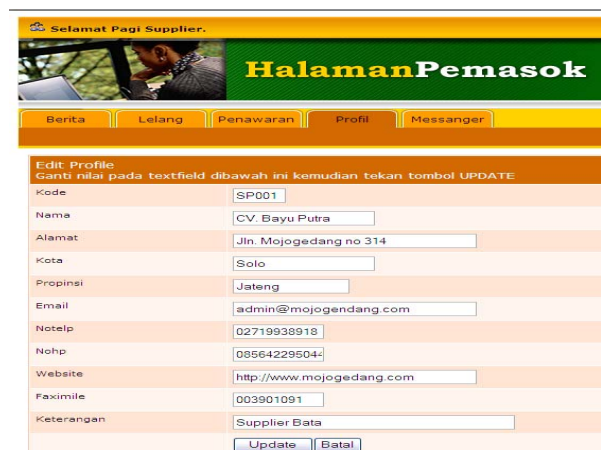 Selamat Pagi Supplier.
HalamanPemasok
Berita Lelang Penawaran Profil Messanger
Edit Profile
Ganti nilai pada textfield dibawah ini kemudian tekan tombol UPDATE
Kode SP001
Nama CV. Bayu Putra
Alamat Jln. Mojogedang no 314
Kota Solo
Propinsi Jateng
Email admin@mojogendang.com
Notelp 02719938918
Nohp 08564229504
Website http://www.mojogedang.com
Faximile 003901091
Keterangan Supplier Bata
Update Batal